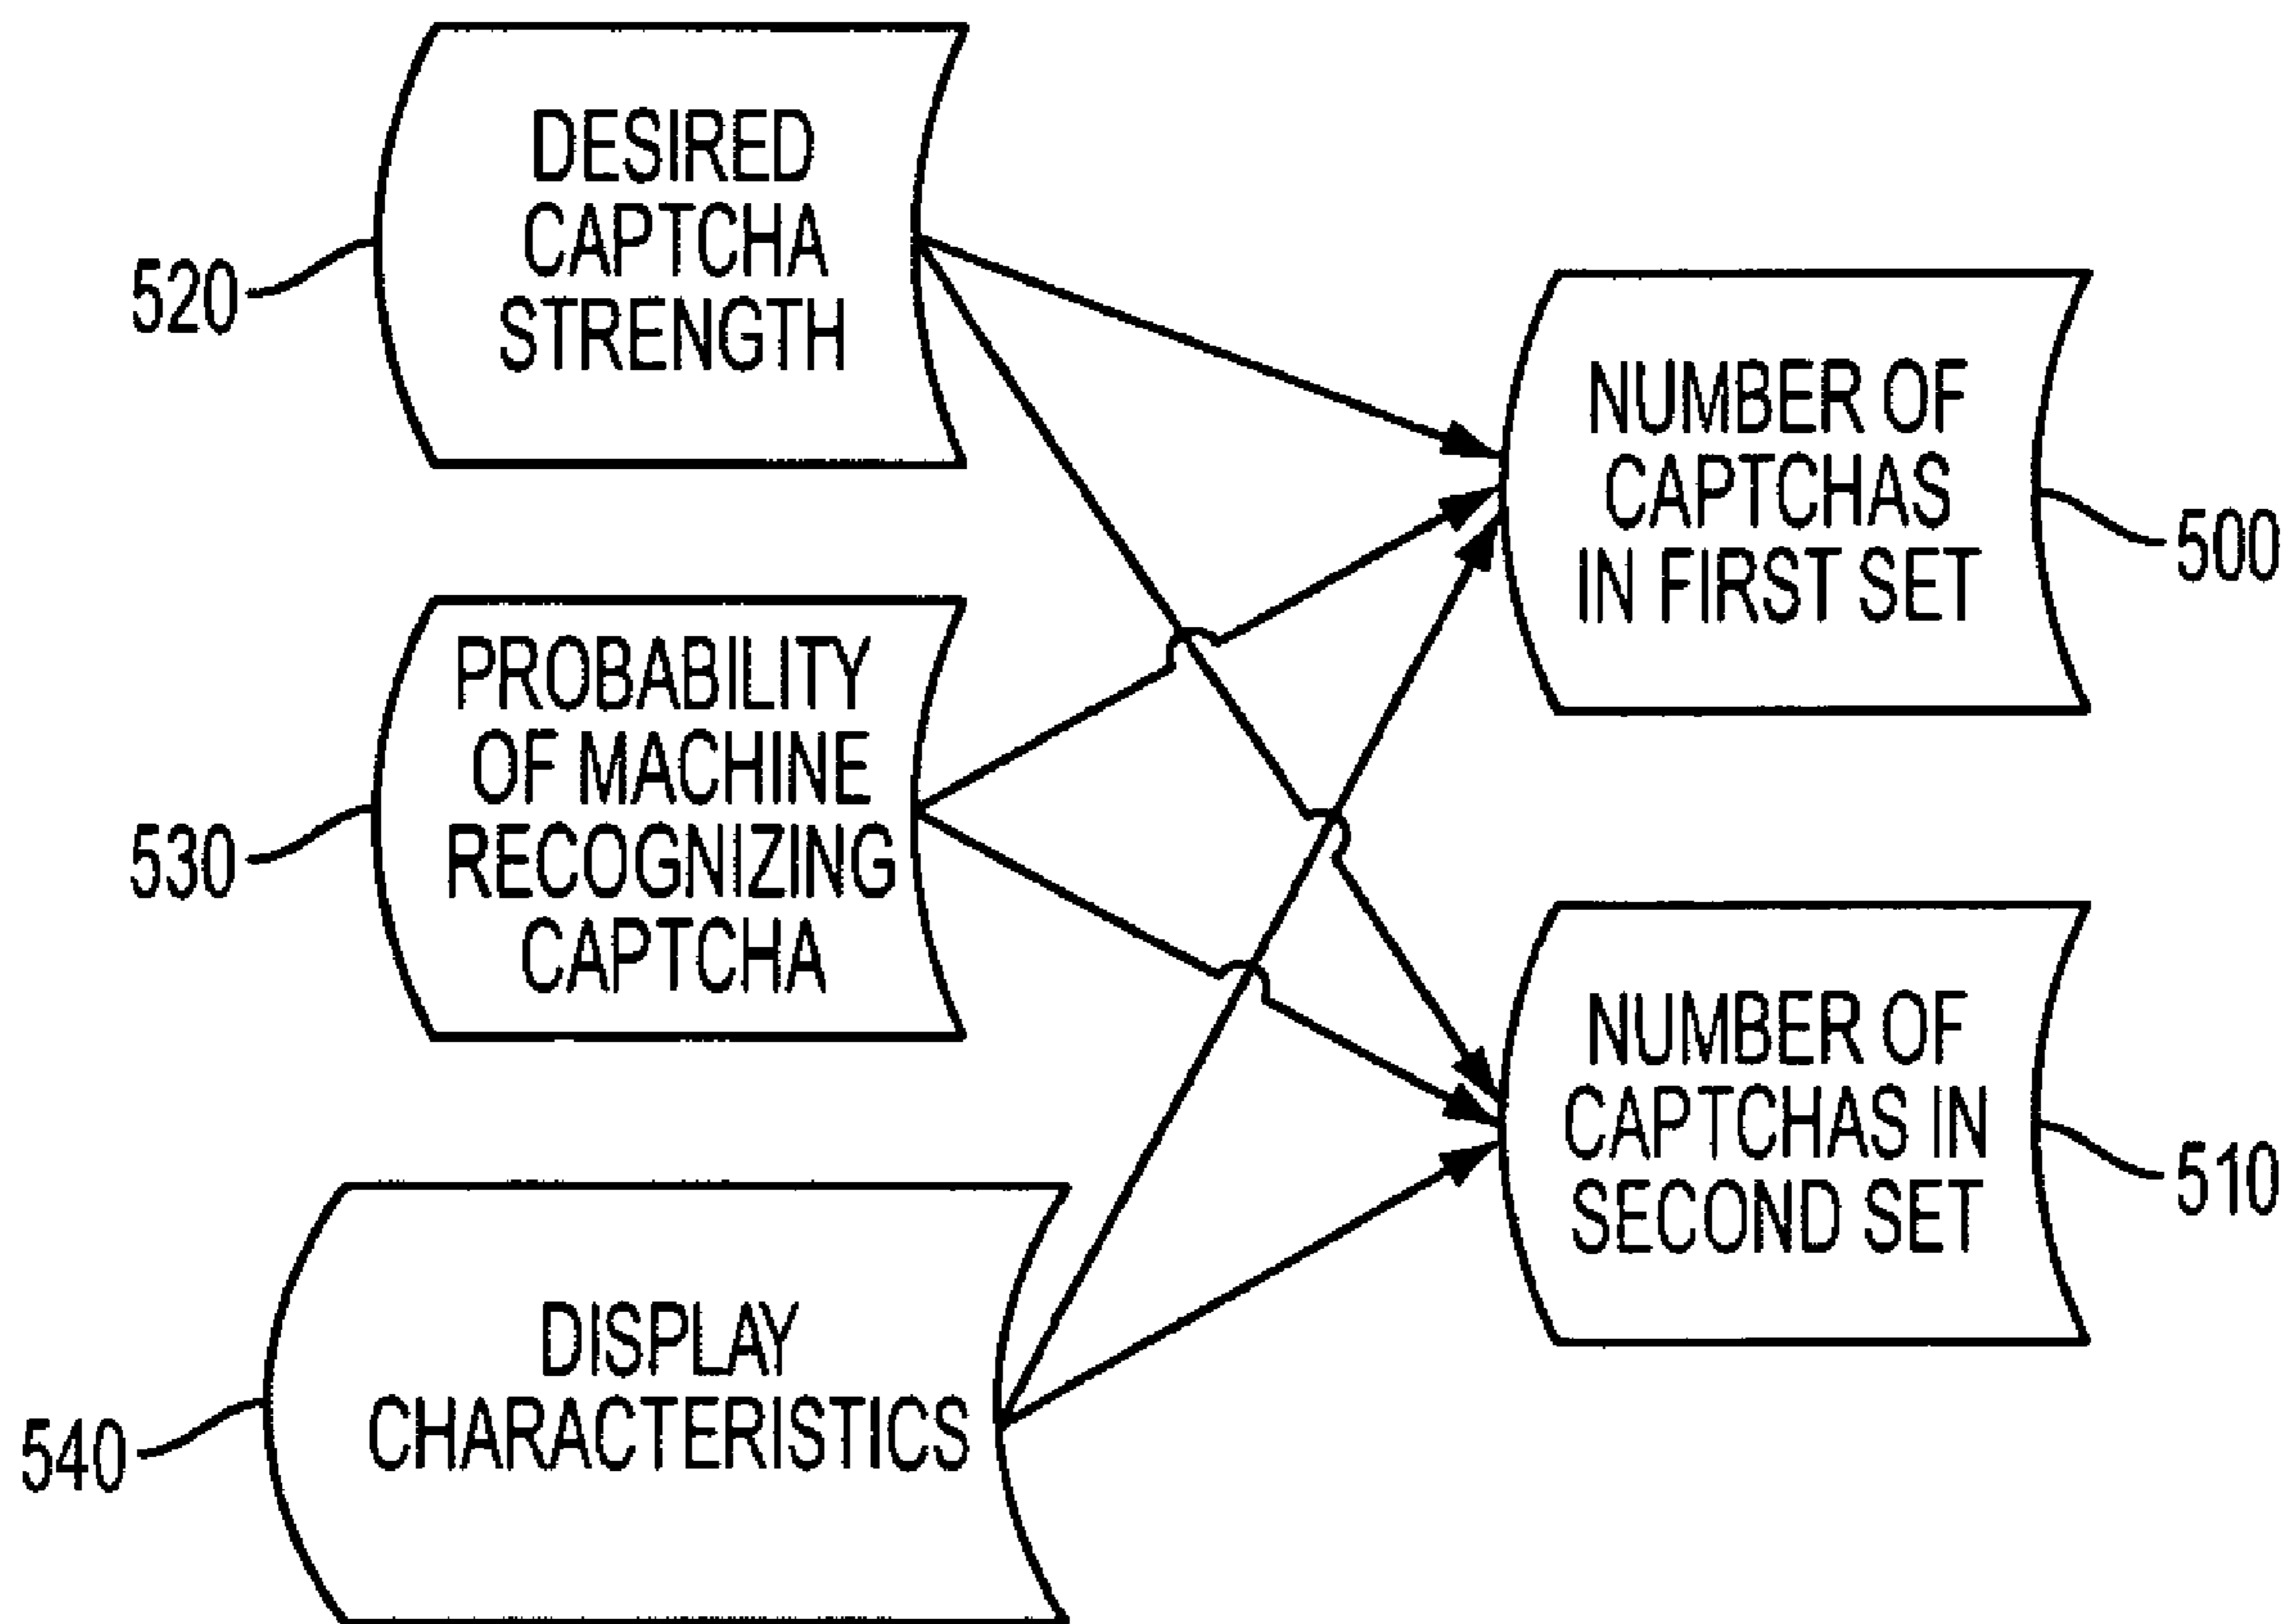 DESIRED
CAPTCHA
STRENGTH
520
NUMBER OF
CAPTCHAS
IN FIRST SET
500
PROBABILITY
OF MACHINE
RECOGNIZING
CAPTCHA
530
NUMBER OF
CAPTCHAS IN
SECOND SET
510
DISPLAY
CHARACTERISTICS
540